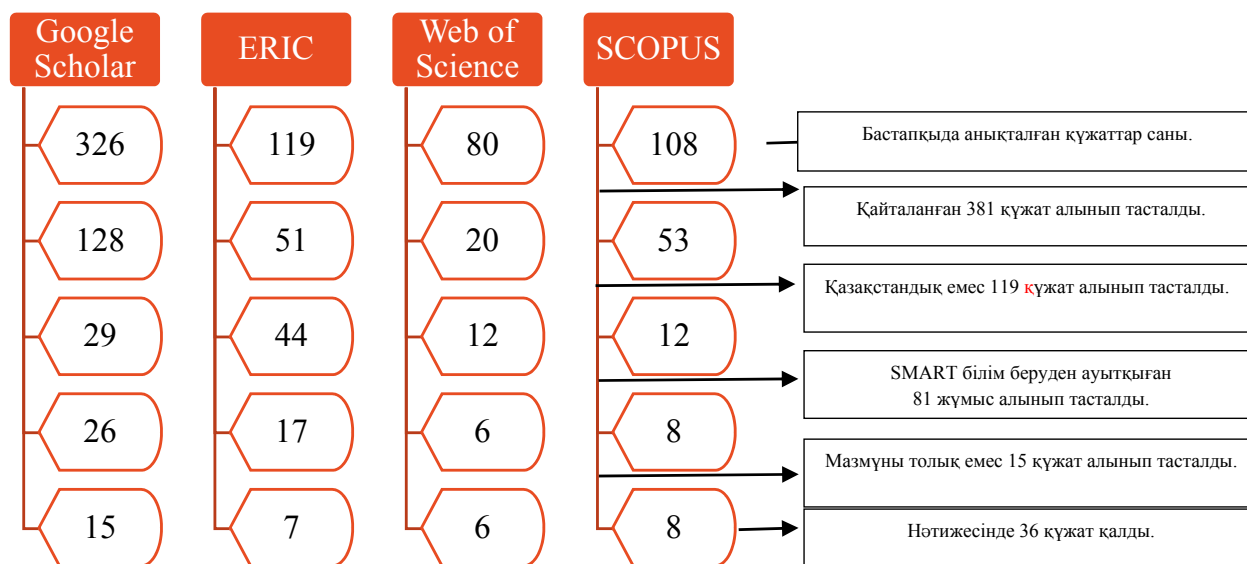 Google
Scholar
ERIC
Web of
Science
SCOPUS
326
119
80
108
Бастапқыда анықталған құжаттар саны.
Қайталанған 381 құжат алынып тасталды.
128
51
20
53
Қазақстандық емес 119 құжат алынып тасталды.
29
44
12
12
SMART білім беруден ауытқыған
81 жұмыс алынып тасталды.
26
17
6
8
Мазмұны толық емес 15 құжат алынып тасталды.
15
7
6
8
Нәтижесінде 36 құжат қалды.